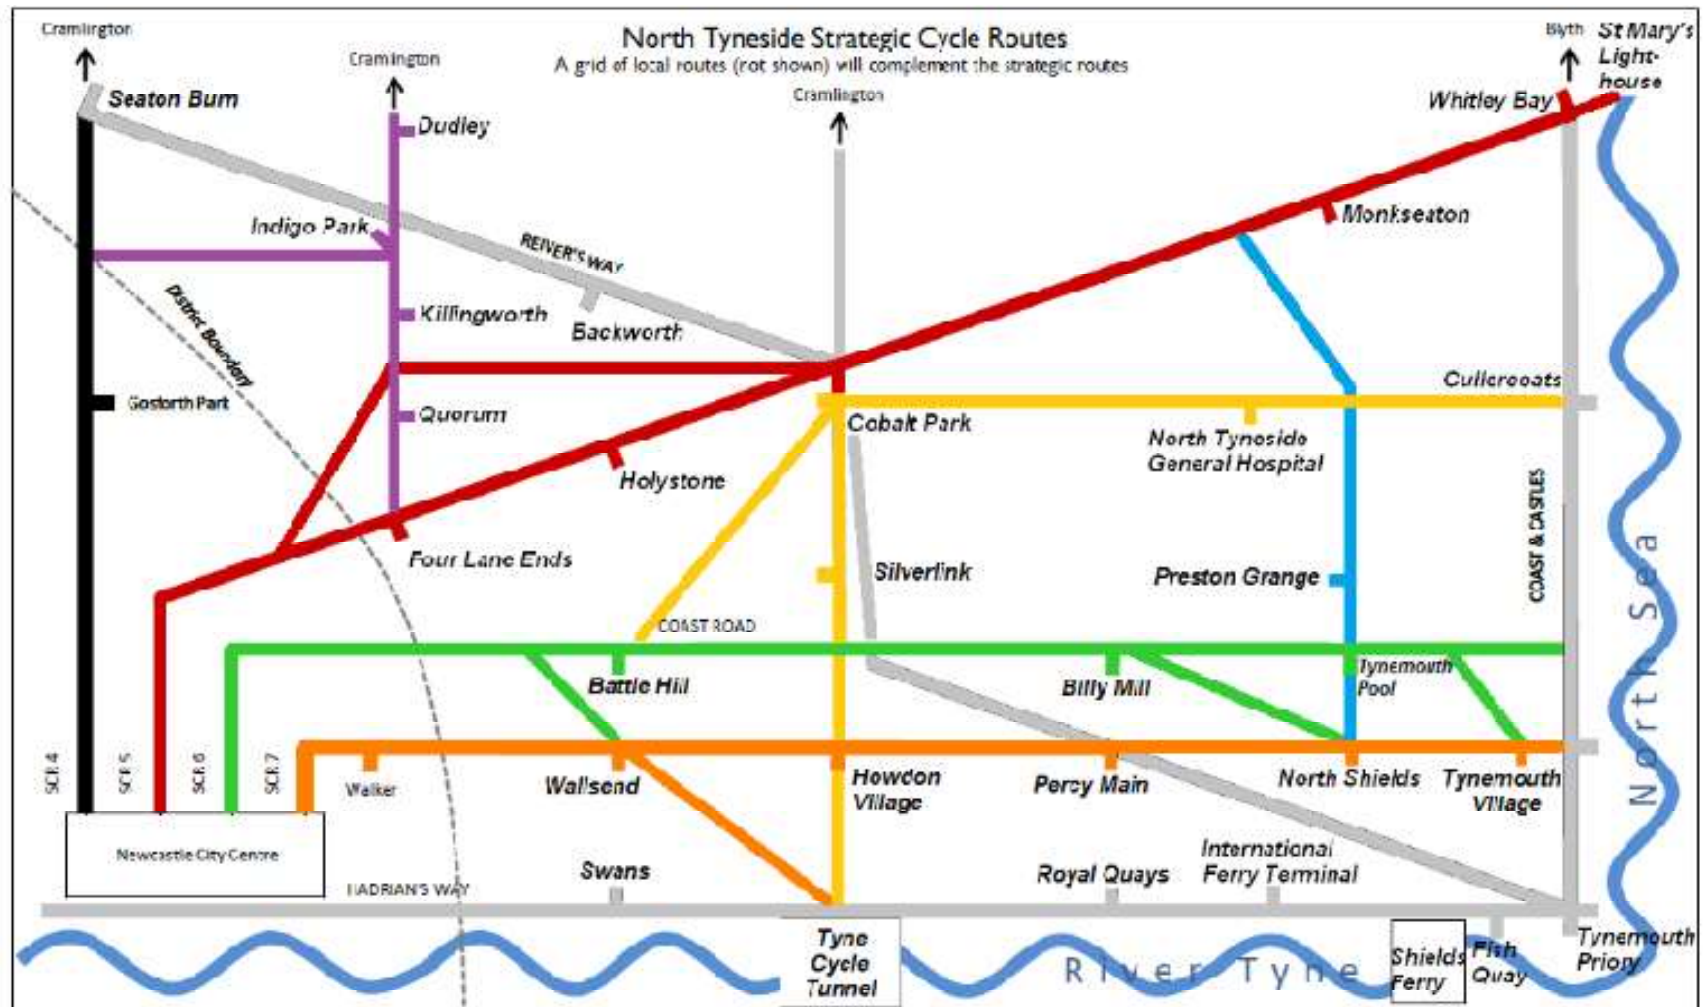 North Tyneside Strategic Cycle Routes
A grid of local routes (not shown) will complement the strategic routes
Cramlington
Cramlington
Cramlington
Blyth
St Mary's
Light-
house
Seaton Burn
Whitley Bay
Dudley
Indigo Park
REIVER'S WAY
Monkseaton
Killingworth
Backworth
District Boundary
Gosforth Park
Quorum
Cullercoats
Cobalt Park
North Tyneside
General Hospital
Holystone
COAST & CASTLES
Four Lane Ends
Silverlink
Preston Grange
North Sea
COAST ROAD
Battle Hill
Billy Mill
Tynemouth
Pool
SCR 4
SCR 5
SCR 6
SCR 7
Walker
Wallsend
Howdon
Village
Percy Main
North Shields
Tynemouth
Village
Newcastle City Centre
HADRIAN'S WAY
Swans
Royal Quays
International
Ferry Terminal
Tyne
Cycle
Tunnel
River Tyne
Shields
Ferry
Fish
Quay
Tynemouth
Priory